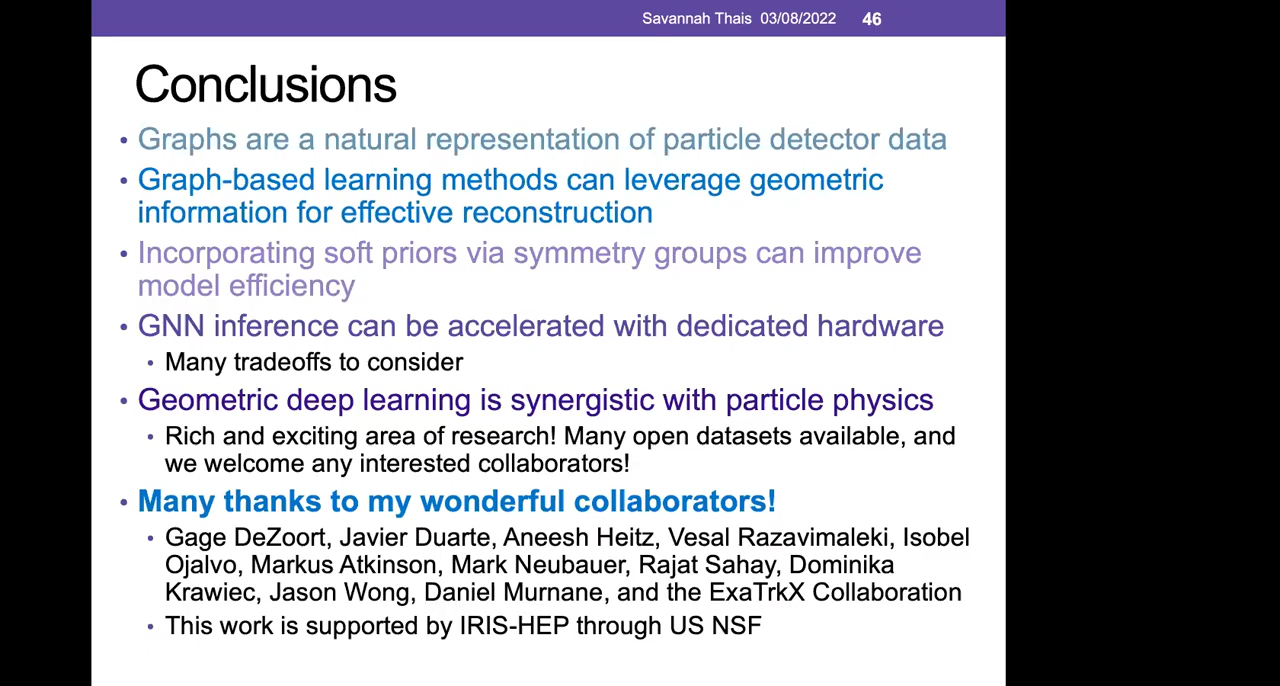 Savannah Thais 03/08/2022 46
Conclusions
• Graphs are a natural representation of particle detector data
• Graph-based learning methods can leverage geometric
information for effective reconstruction
• Incorporating soft priors via symmetry groups can improve
model efficiency
• GNN inference can be accelerated with dedicated hardware
• Many tradeoffs to consider
• Geometric deep learning is synergistic with particle physics
• Rich and exciting area of research! Many open datasets available, and
we welcome any interested collaborators!
• Many thanks to my wonderful collaborators!
• Gage DeZoort, Javier Duarte, Aneesh Heitz, Vesal Razavimaleki, Isobel
Ojalvo, Markus Atkinson, Mark Neubauer, Rajat Sahay, Dominika
Krawiec, Jason Wong, Daniel Murnane, and the ExaTrkX Collaboration
• This work is supported by IRIS-HEP through US NSF